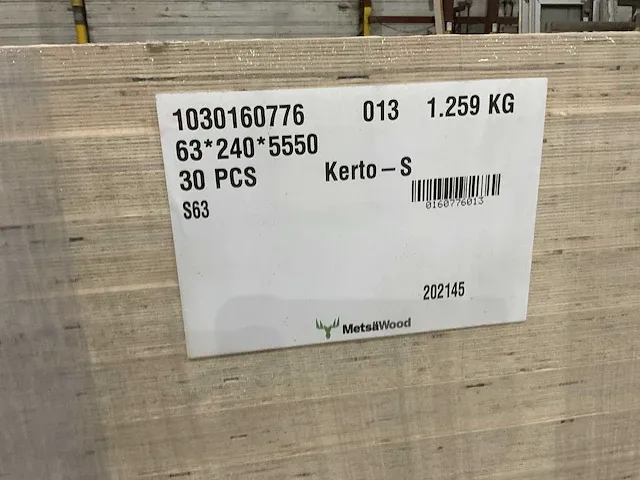 1030160776 013 1.259 KG
63*240*5550
30 PCS Kerto-S
S63
0160776013
202145
MetsäWood